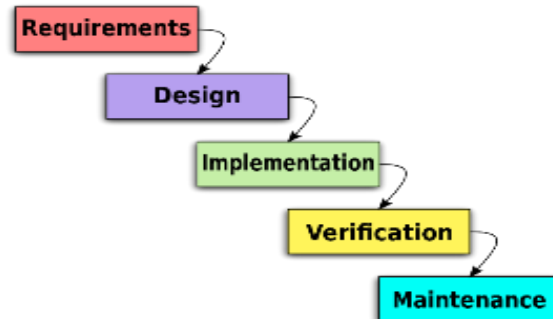 Requirements
Design
Implementation
Verification
Maintenance